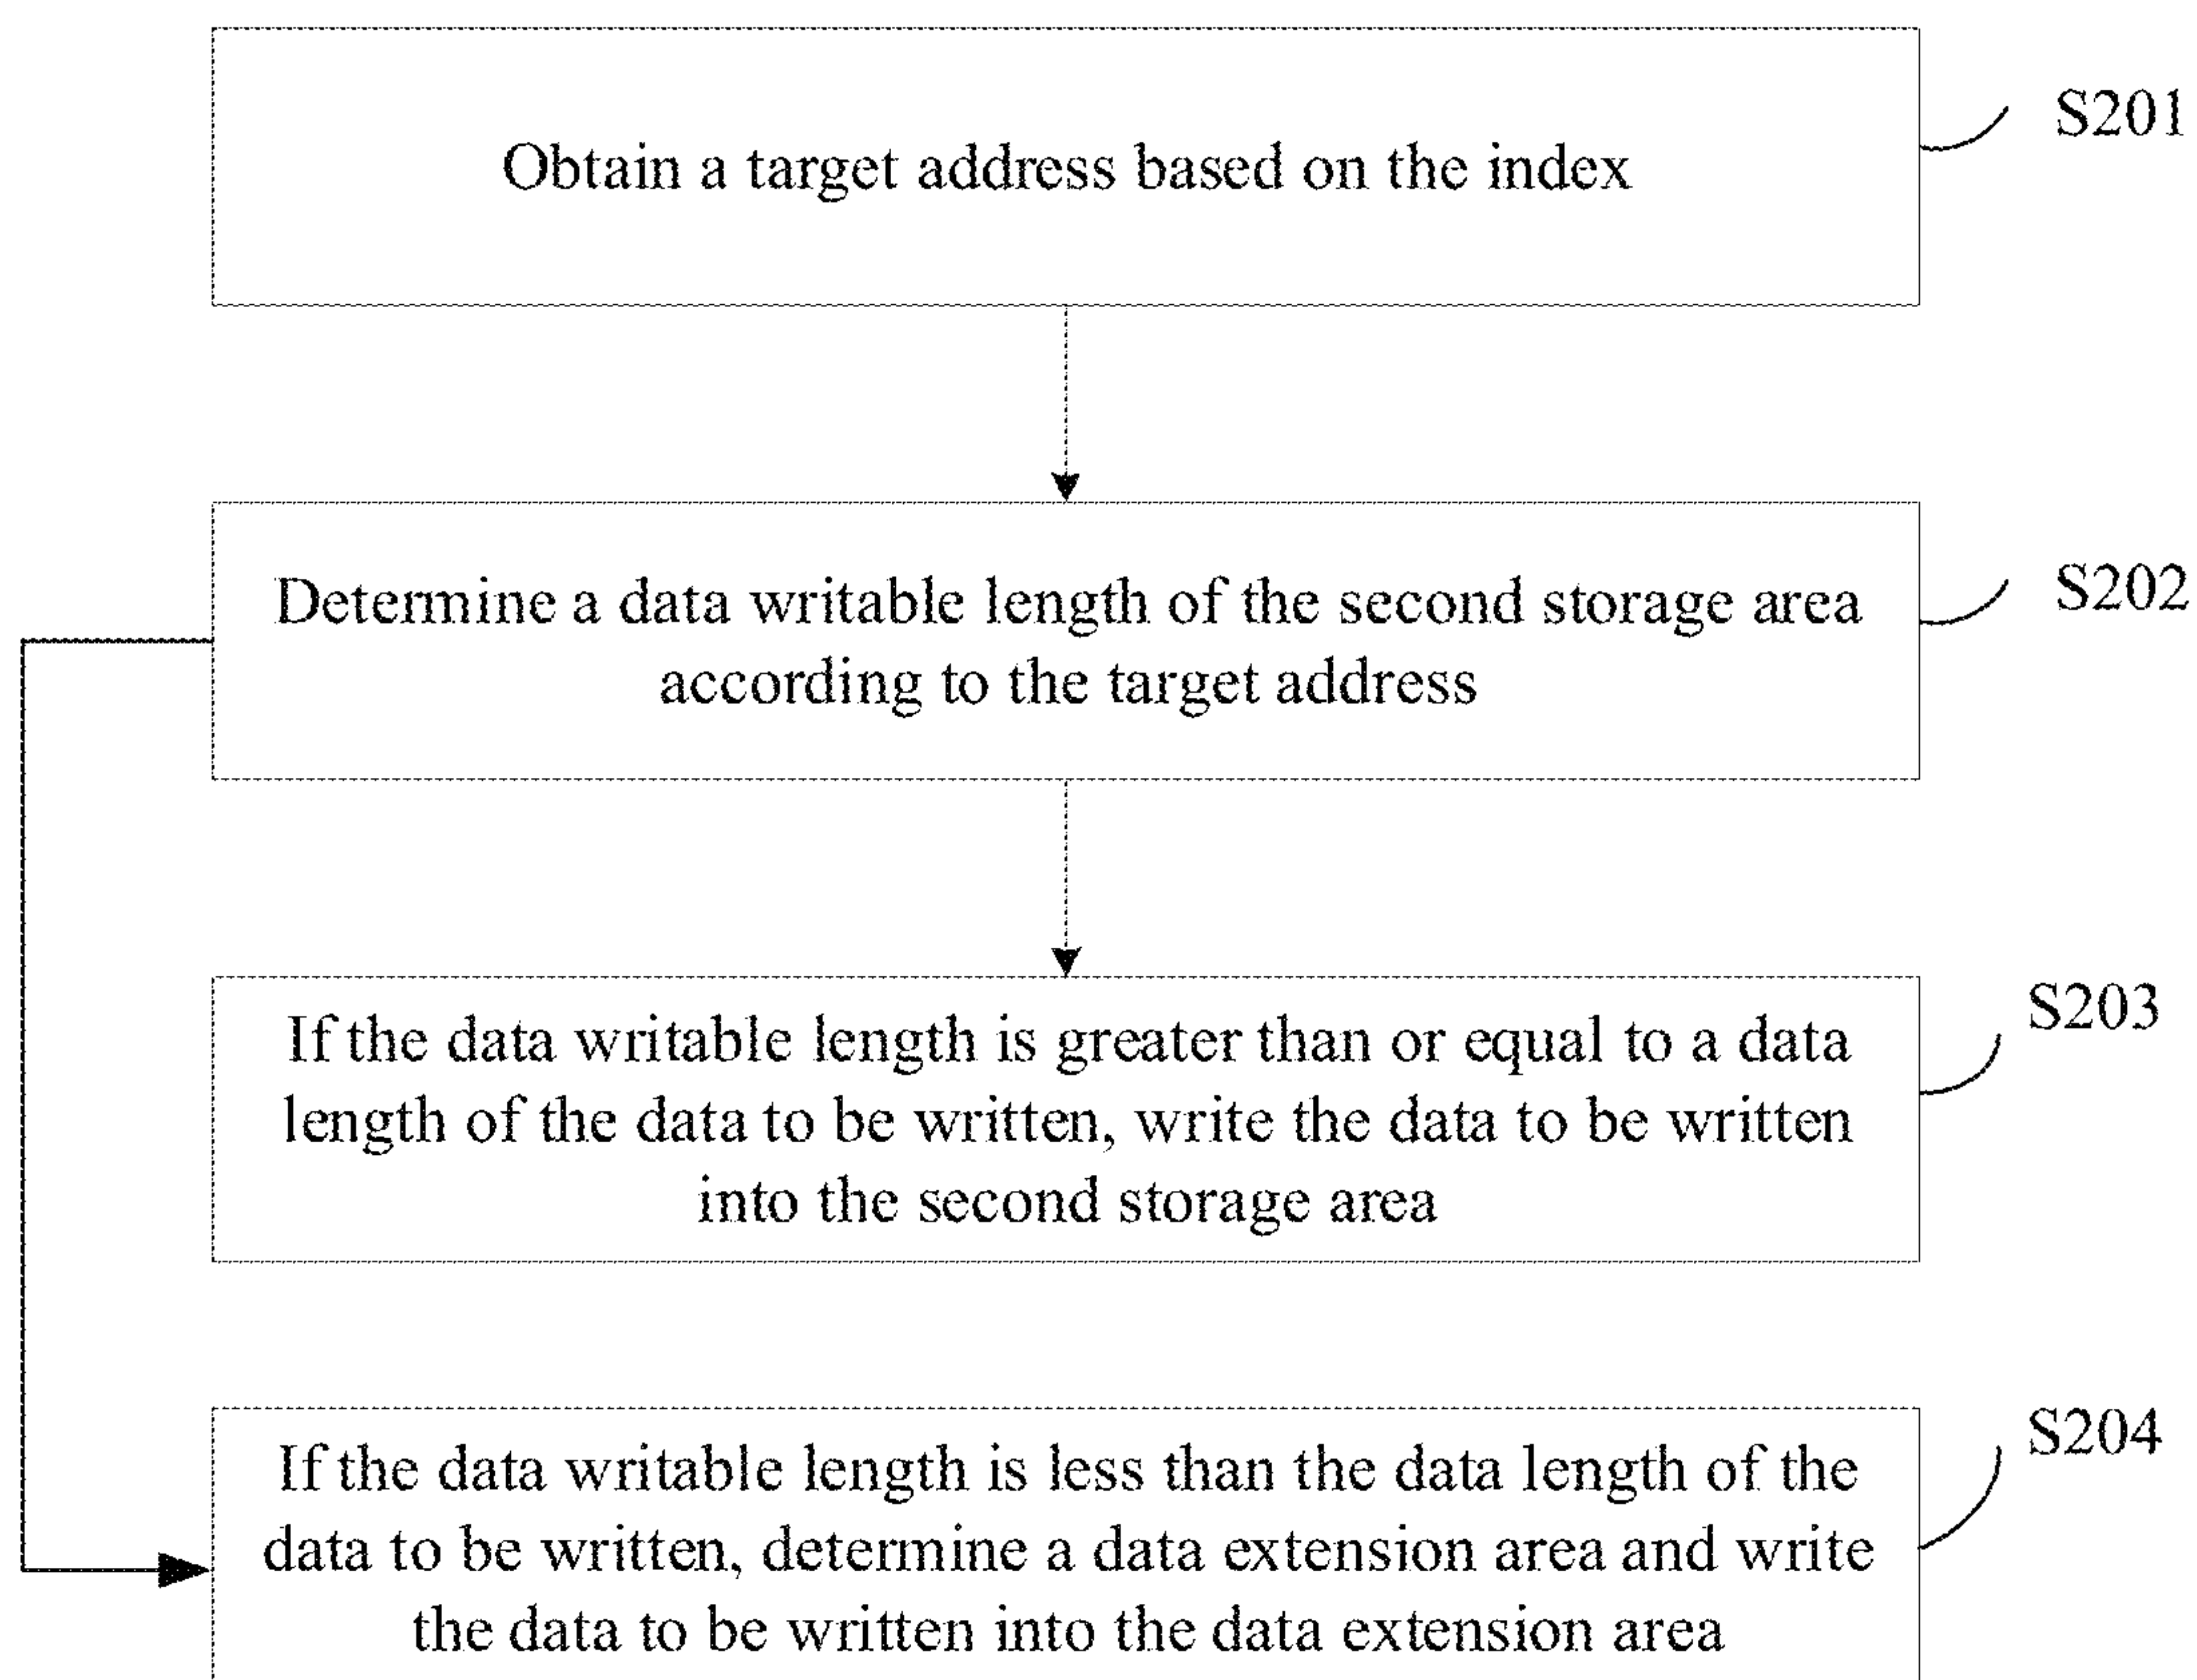 Obtain a target address based on the index
S201
Determine a data writable length of the second storage area
according to the target address
S202
If the data writable length is greater than or equal to a data
length of the data to be written, write the data to be written
into the second storage area
S203
If the data writable length is less than the data length of the
data to be written, determine a data extension area and write
the data to be written into the data extension area
S204